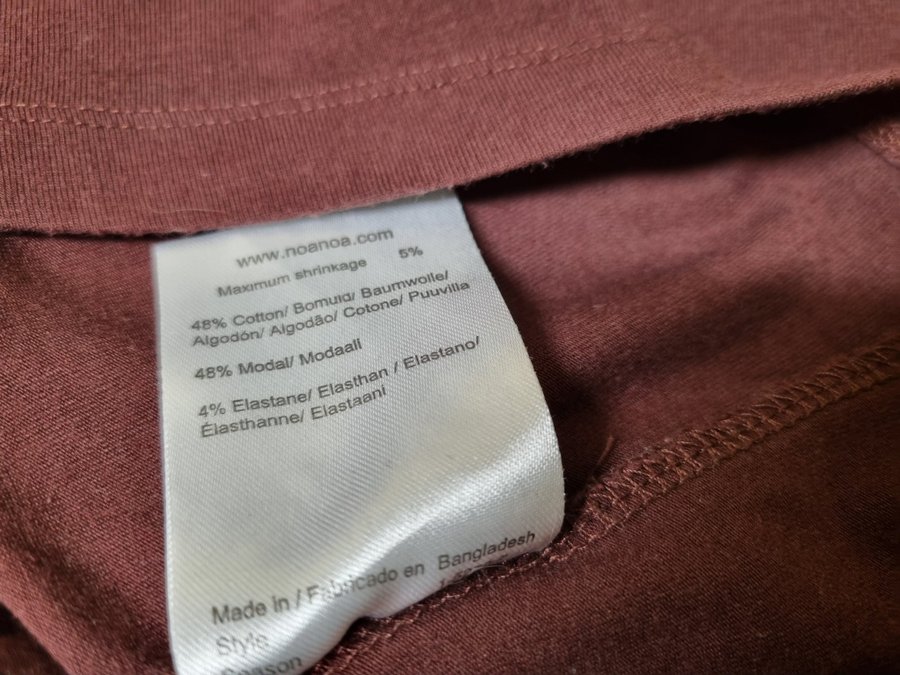 www.noanoa.com
Maximum shrinkage 5%
48% Cotton/ Bomuld/ Baumwolle/
Algodón/ Algodão/ Cotone/ Puuvilla
48% Modal/ Modaali
4% Elastane/ Elasthan / Elastano/
Élasthanne/ Elastaani
Made in / Fabricado en Bangladesh
Style
Season